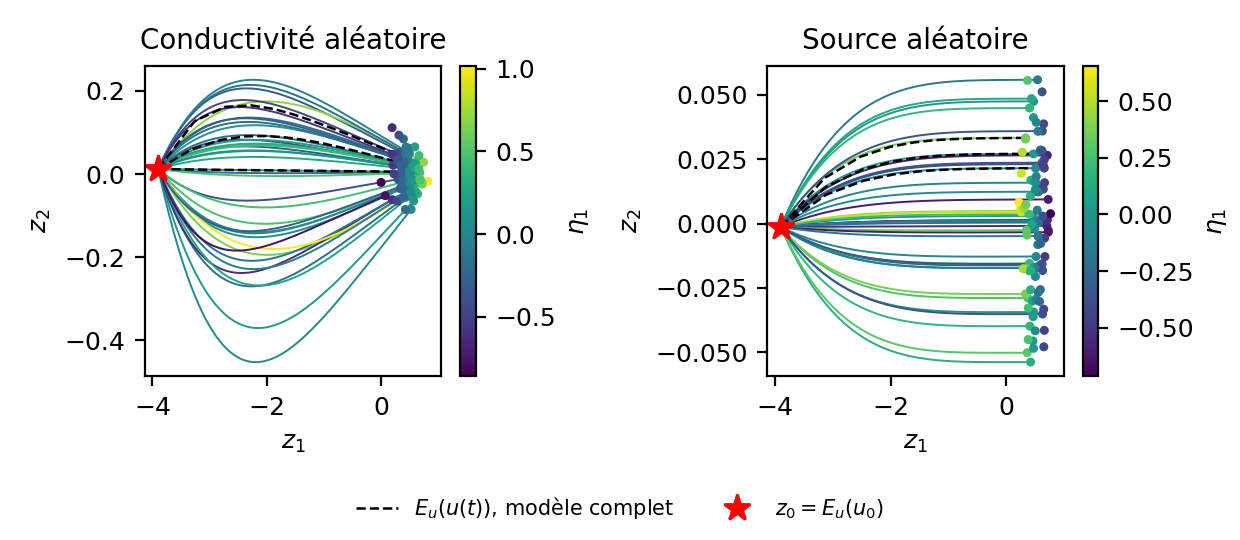 Conductivité aléatoire
0.2
0.0
−0.2
−0.4
z₂
−4
−2
0
z₁
1.0
0.5
0.0
−0.5
η₁
Source aléatoire
0.050
0.025
0.000
−0.025
−0.050
z₂
−4
−2
0
z₁
0.50
0.25
0.00
−0.25
−0.50
η₁
Eᵤ(u(t)), modèle complet
z₀ = Eᵤ(u₀)